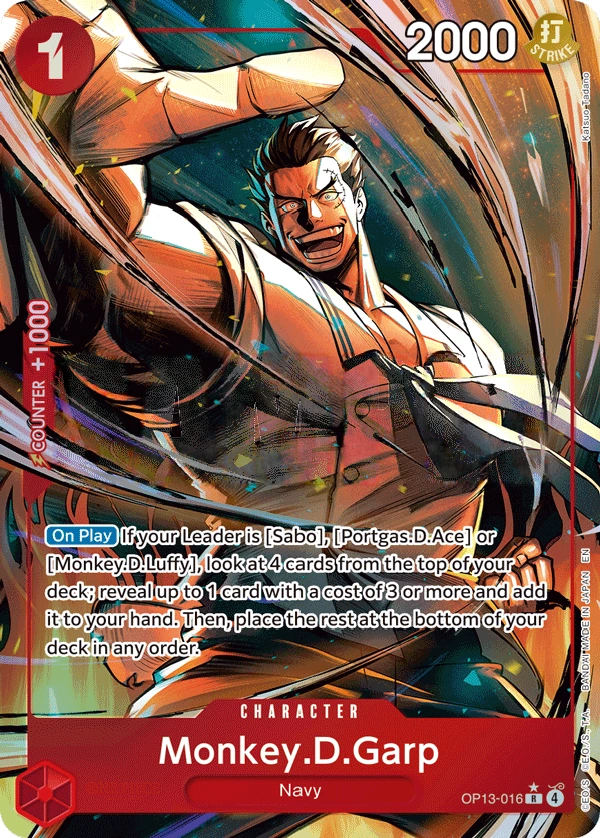 1
2000
打
STRIKE
Katsuo Tadano
COUNTER +1000
On Play If your Leader is [Sabo], [Portgas.D.Ace] or
[Monkey.D.Luffy], look at 4 cards from the top of your
deck; reveal up to 1 card with a cost of 3 or more and add
it to your hand. Then, place the rest at the bottom of your
deck in any order.
©E.O/S. ©E.O/S., T.A. BANDAI MADE IN JAPAN EN
CHARACTER
Monkey.D.Garp
Navy
OP13-016 R 4